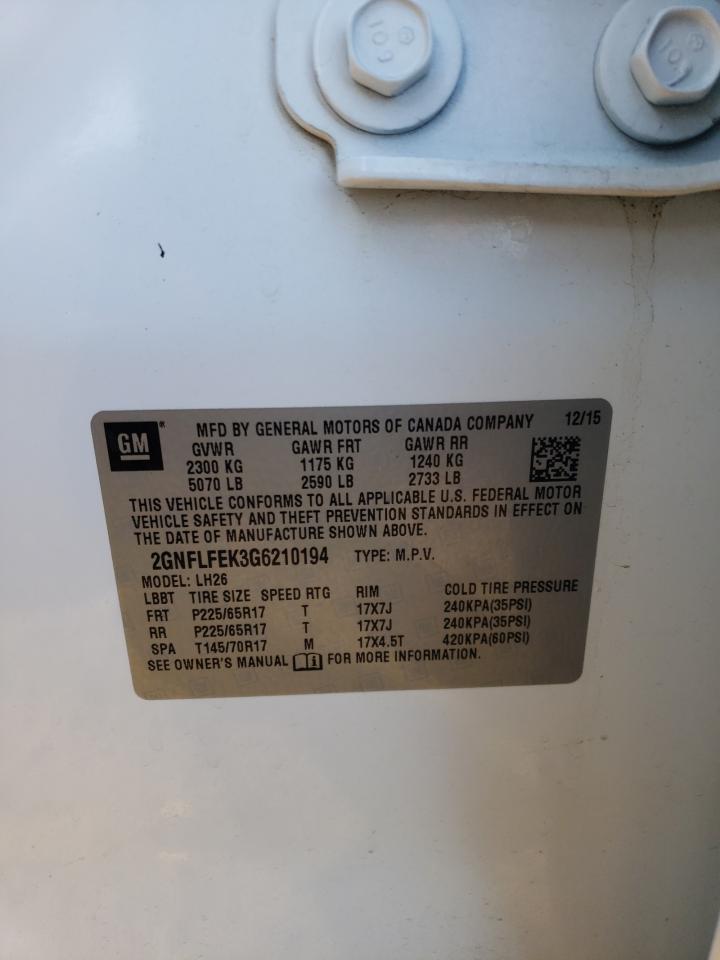 109
109
GM ® MFD BY GENERAL MOTORS OF CANADA COMPANY 12/15
GVWR GAWR FRT GAWR RR
2300 KG 1175 KG 1240 KG
5070 LB 2590 LB 2733 LB
THIS VEHICLE CONFORMS TO ALL APPLICABLE U.S. FEDERAL MOTOR
VEHICLE SAFETY AND THEFT PREVENTION STANDARDS IN EFFECT ON
THE DATE OF MANUFACTURE SHOWN ABOVE.
2GNFLFEK3G6210194 TYPE: M.P.V.
MODEL: LH26
LBBT TIRE SIZE SPEED RTG RIM COLD TIRE PRESSURE
FRT P225/65R17 T 17X7J 240KPA(35PSI)
RR P225/65R17 T 17X7J 240KPA(35PSI)
SPA T145/70R17 M 17X4.5T 420KPA(60PSI)
SEE OWNER'S MANUAL FOR MORE INFORMATION.